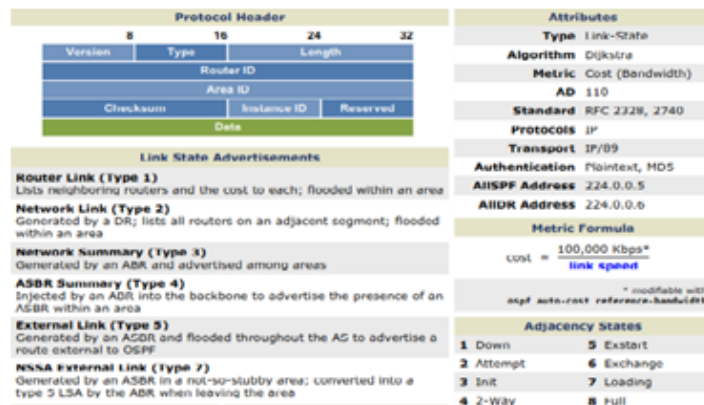 Protocol Header
8 16 24 32
Version Type Length
Router ID
Area ID
Checksum Instance ID Reserved
Data
Link State Advertisements
Router Link (Type 1)
Lists neighboring routers and the cost to each; flooded within an area
Network Link (Type 2)
Generated by a DR; lists all routers on an adjacent segment; flooded
within an area
Network Summary (Type 3)
Generated by an ABR and advertised among areas
ASBR Summary (Type 4)
Injected by an ABR into the backbone to advertise the presence of an
ASBR within an area
External Link (Type 5)
Generated by an ASBR and flooded throughout the AS to advertise a
route external to OSPF
NSSA External Link (Type 7)
Generated by an ASBR in a not-so-stubby area; converted into a
type 5 LSA by the ABR when leaving the area
Attributes
Type Link-State
Algorithm Dijkstra
Metric Cost (Bandwidth)
AD 110
Standard RFC 2328, 2740
Protocols IP
Transport IP/89
Authentication Plaintext, MD5
AllSPF Address 224.0.0.5
AllDR Address 224.0.0.6
Metric Formula
cost = 100,000 Kbps*
link speed
* modifiable with
ospf auto-cost reference-bandwidth
Adjacency States
1 Down 5 Exstart
2 Attempt 6 Exchange
3 Init 7 Loading
4 2-Way 8 Full